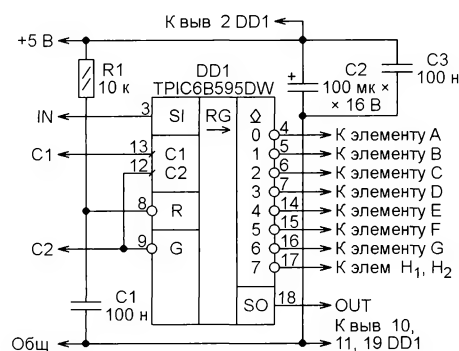 К выв 2 DD1
+5 В
R1
10 к
DD1
TPIC6B595DW
C2
100 мк ×
× 16 В
C3
100 н
+
IN
3
SI
RG
C1
13
C1
12
C2
8
R
C2
9
G
0
4
К элементу A
1
5
К элементу B
2
6
К элементу C
3
7
К элементу D
4
14
К элементу E
5
15
К элементу F
6
16
К элементу G
7
17
К элем H₁, H₂
SO
18
OUT
C1
100 н
Общ
К выв 10,
11, 19 DD1